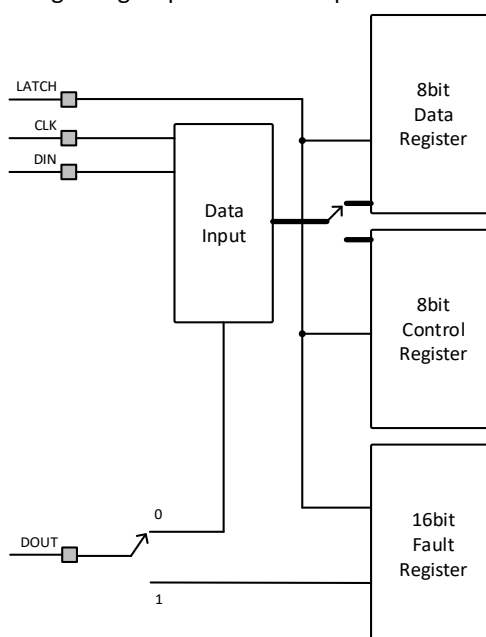 LATCH
CLK
DIN
Data
Input
8bit
Data
Register
8bit
Control
Register
0
DOUT
1
16bit
Fault
Register